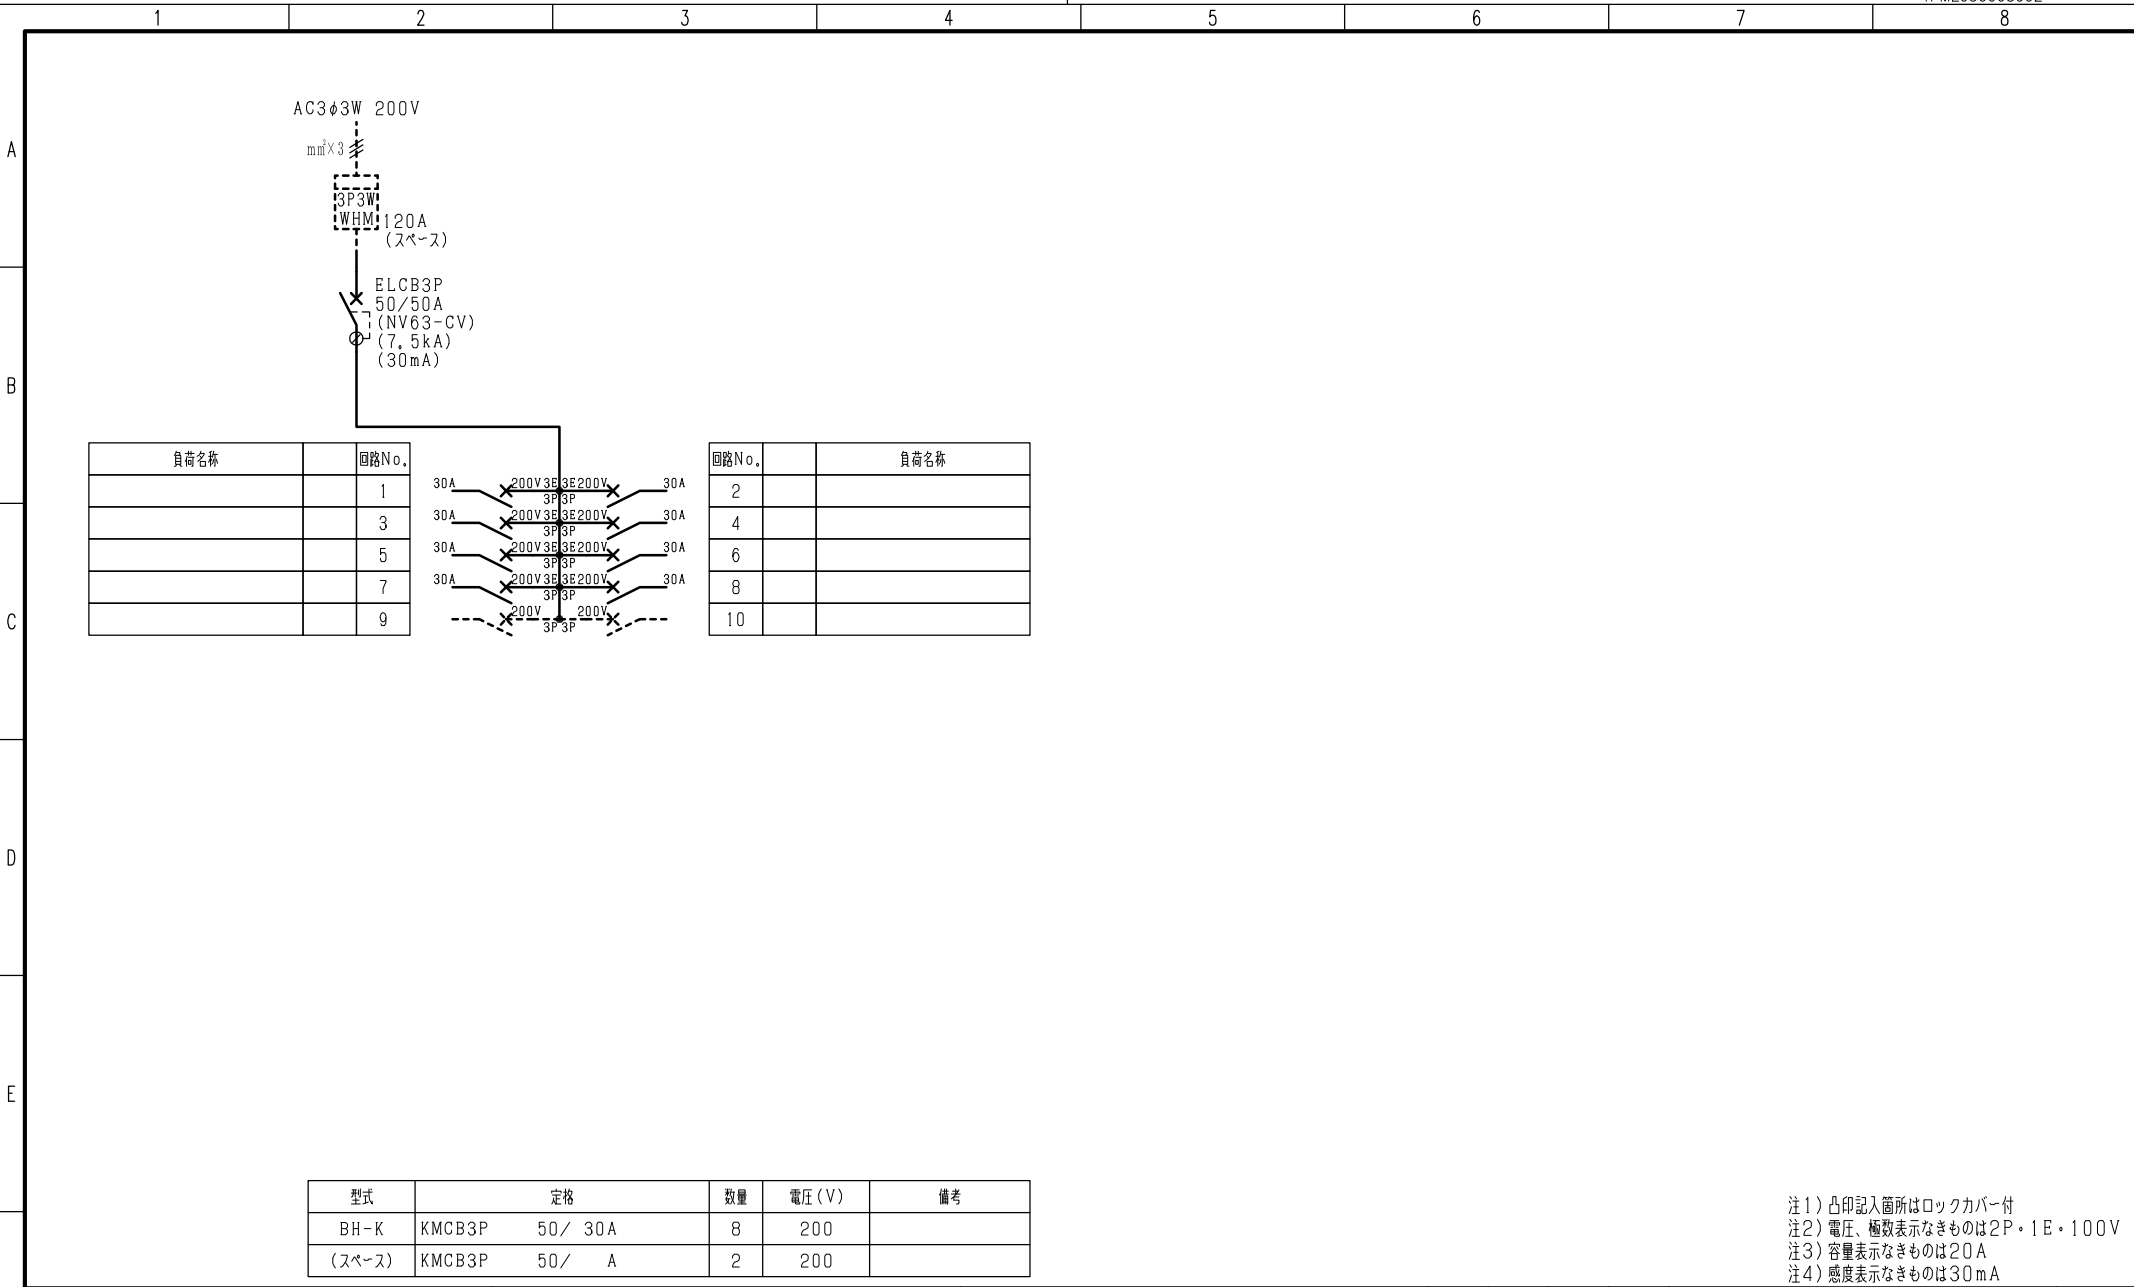 1 2 3 4 5 6 7 8
A
B
C
D
E
AC3φ3W 200V
mm²×3
3P3W
WHM
120A
(スペース)
ELCB3P
50/50A
(NV63-CV)
(7.5kA)
(30mA)
負荷名称 回路No. 回路No. 負荷名称
1 30A 200V 3E 3E 200V 30A 2
3P 3P
3 30A 200V 3E 3E 200V 30A 4
3P 3P
5 30A 200V 3E 3E 200V 30A 6
3P 3P
7 30A 200V 3E 3E 200V 30A 8
3P 3P
9 200V 200V 10
3P 3P
型式 定格 数量 電圧(V) 備考
BH-K KMCB3P 50/ 30A 8 200
(スペース) KMCB3P 50/ A 2 200
注1)凸印記入箇所はロックカバー付
注2)電圧、極数表示なきものは2P・1E・100V
注3)容量表示なきものは20A
注4)感度表示なきものは30mA